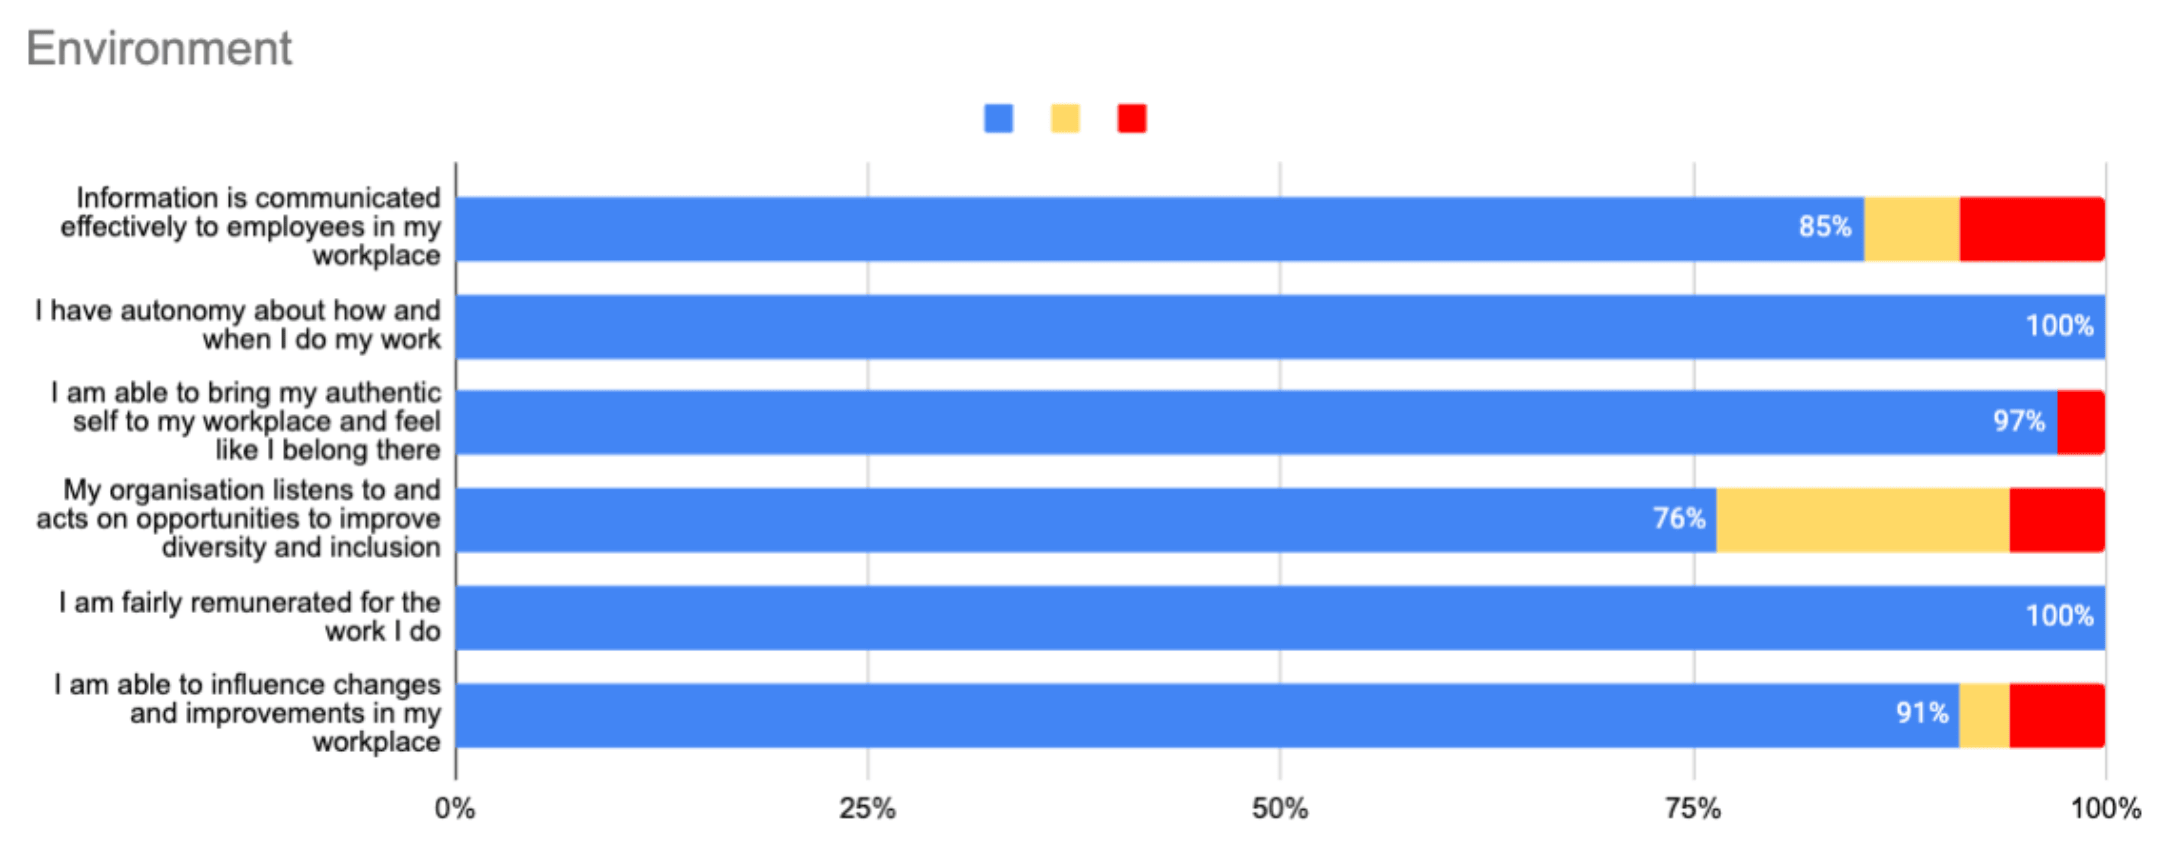 Environment
Information is communicated
effectively to employees in my
workplace
85%
I have autonomy about how and
when I do my work
100%
I am able to bring my authentic
self to my workplace and feel
like I belong there
97%
My organisation listens to and
acts on opportunities to improve
diversity and inclusion
76%
I am fairly remunerated for the
work I do
100%
I am able to influence changes
and improvements in my
workplace
91%
0% 25% 50% 75% 100%